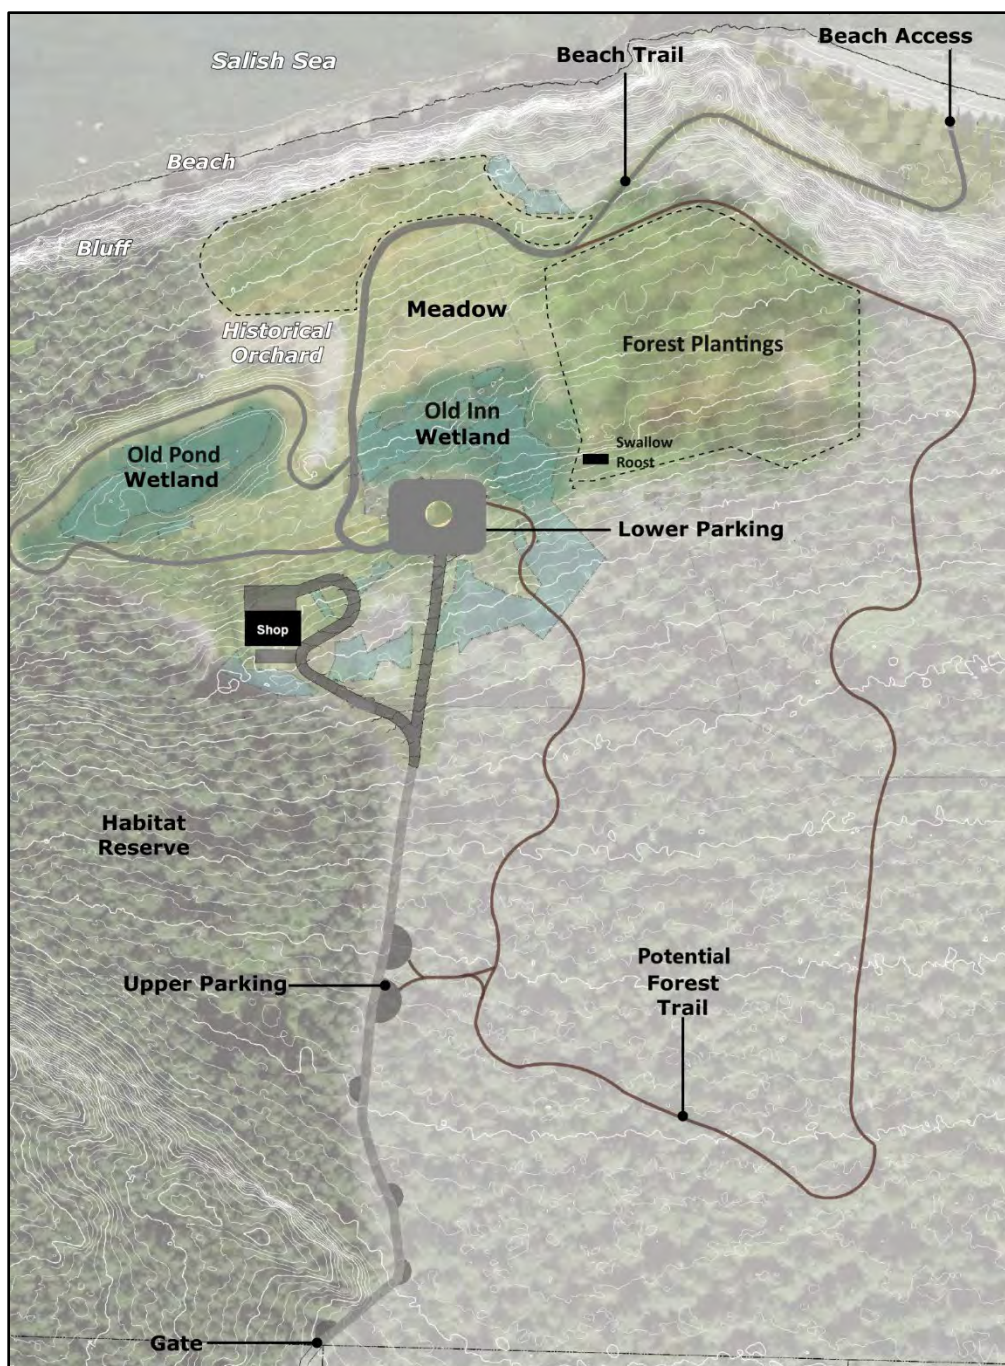 Beach Access
Beach Trail
Salish Sea
Beach
Bluff
Meadow
Historical
Orchard
Forest Plantings
Old Inn
Wetland
Swallow
Roost
Old Pond
Wetland
Lower Parking
Shop
Habitat
Reserve
Potential
Forest
Trail
Upper Parking
Gate